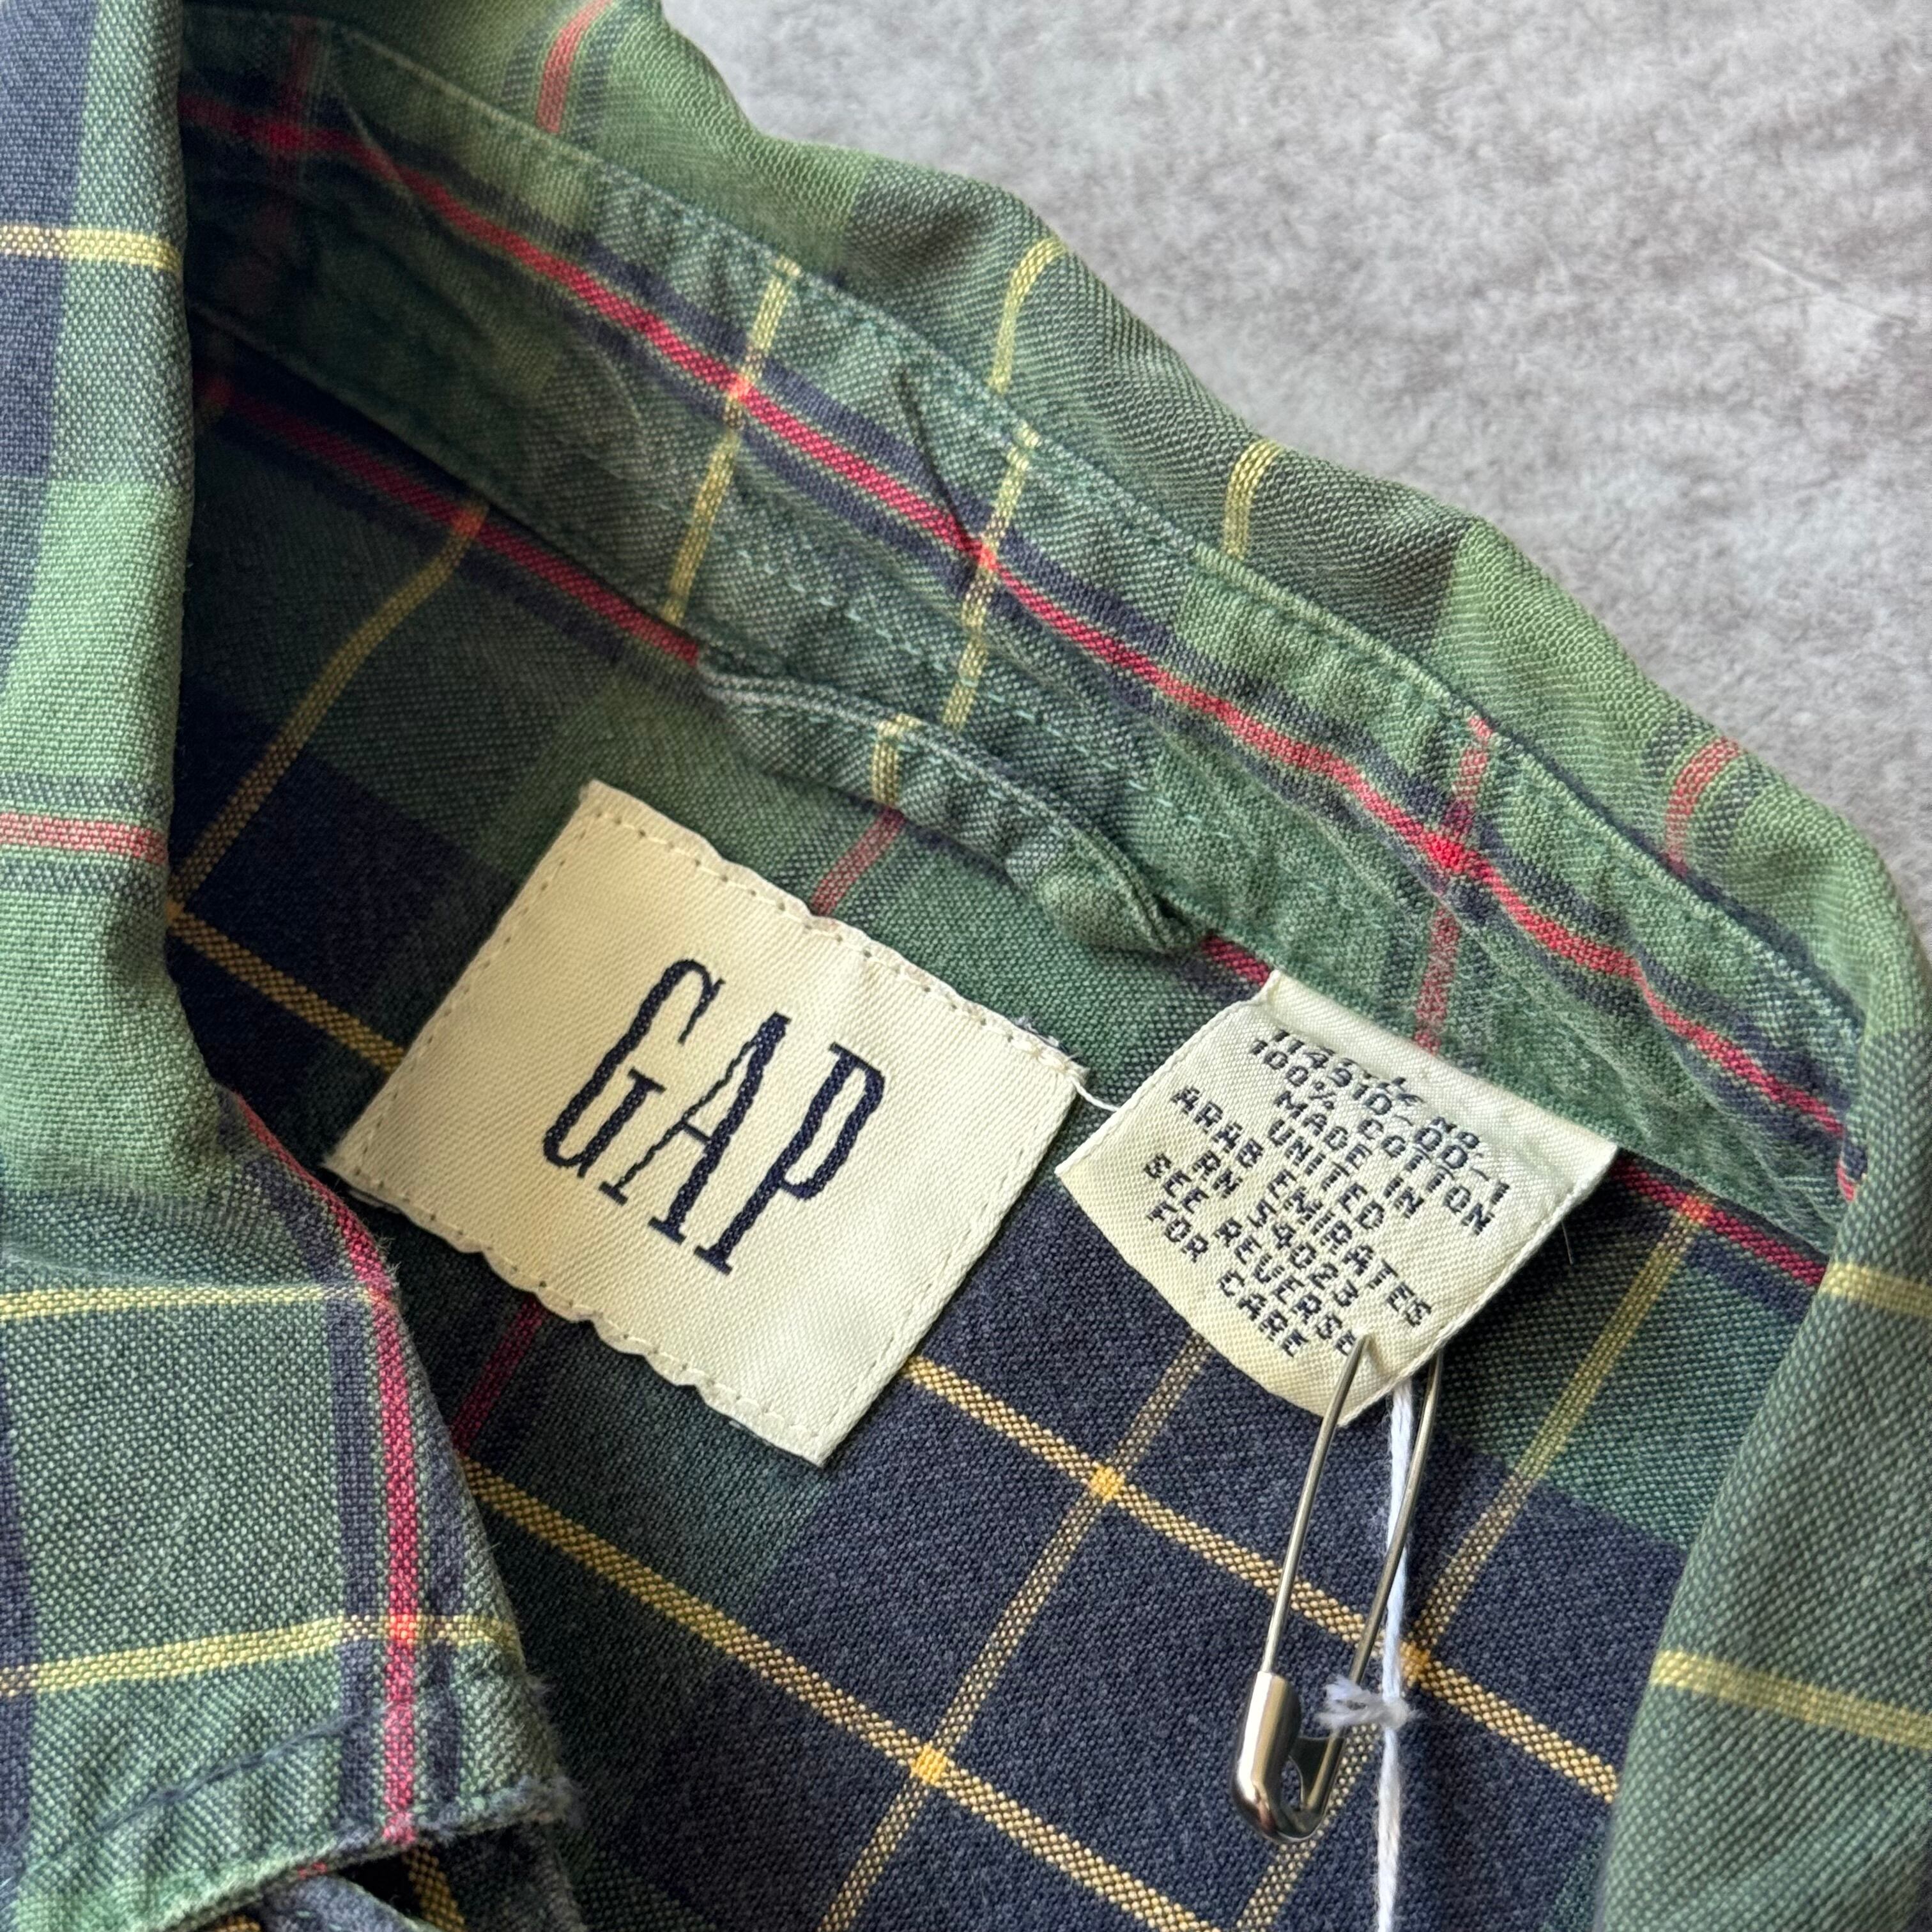 GAP
100% COTTON
MADE IN
UNITED
ARAB EMIRATES
RN 54023
SEE REVERSE
FOR CARE